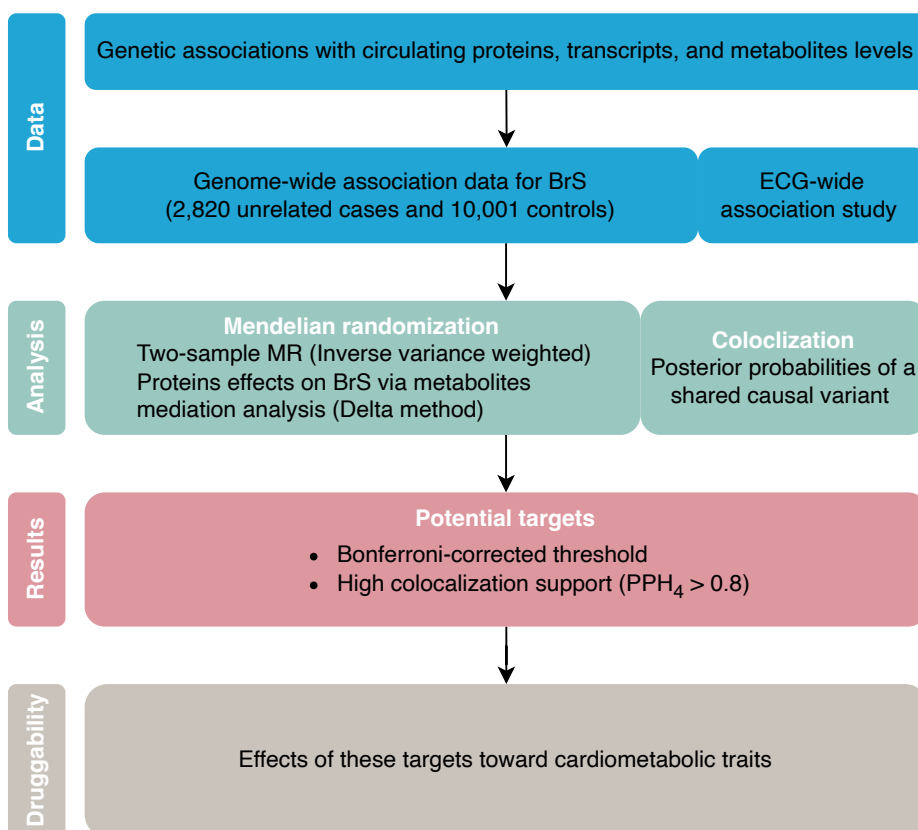 Data
Genetic associations with circulating proteins, transcripts, and metabolites levels
Genome-wide association data for BrS
(2,820 unrelated cases and 10,001 controls)
ECG-wide
association study
Analysis
Mendelian randomization
Two-sample MR (Inverse variance weighted)
Proteins effects on BrS via metabolites
mediation analysis (Delta method)
Coloclization
Posterior probabilities of a
shared causal variant
Results
Potential targets
• Bonferroni-corrected threshold
• High colocalization support (PPH₄ > 0.8)
Druggability
Effects of these targets toward cardiometabolic traits